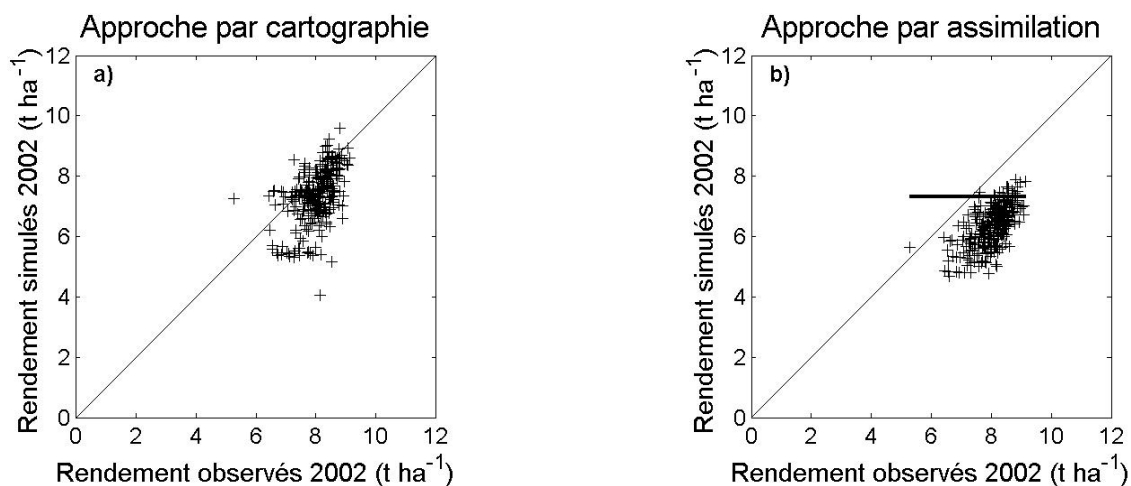 Approche par cartographie
a)
12
10
8
6
4
2
0
0 2 4 6 8 10 12
Rendement simulés 2002 (t ha⁻¹)
Rendement observés 2002 (t ha⁻¹)
Approche par assimilation
b)
12
10
8
6
4
2
0
0 2 4 6 8 10 12
Rendement simulés 2002 (t ha⁻¹)
Rendement observés 2002 (t ha⁻¹)